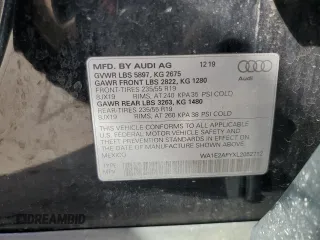 MFD. BY AUDI AG 12 19
GVWR LBS 5897, KG 2675
GAWR FRONT LBS 2822, KG 1280
FRONT-TIRES 235/55 R19
8JX19 RIMS, AT 240 KPA 35 PSI COLD
GAWR REAR LBS 3263, KG 1480
REAR-TIRES 235/55 R19
8JX19 RIMS, AT 260 KPA 38 PSI COLD
Audi
THIS VEHICLE CONFORMS TO ALL APPLICABLE
FEDERAL MOTOR VEHICLE SAFETY AND
THEFT PREVENTION STANDARDS IN EFFECT
ON THE DATE OF MANUFACTURE SHOWN ABOVE.
MEXICO